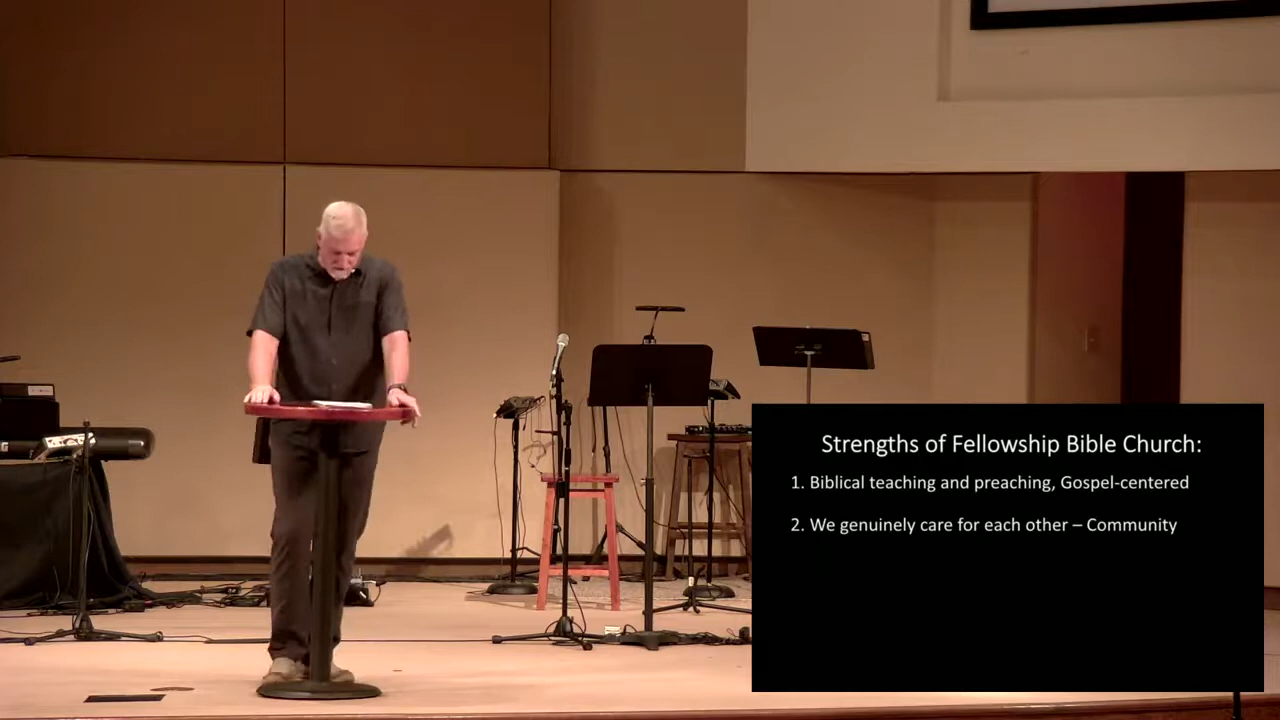 Strengths of Fellowship Bible Church:
1. Biblical teaching and preaching, Gospel-centered
2. We genuinely care for each other – Community